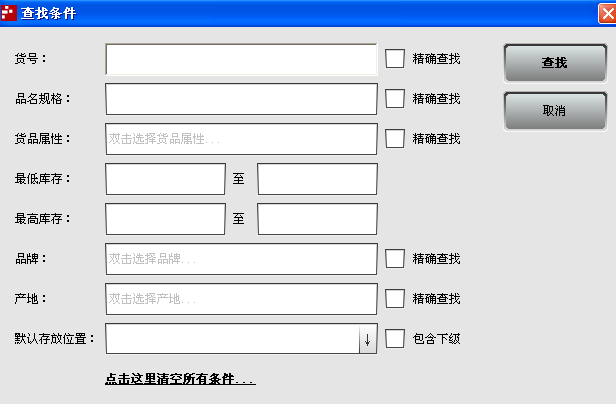 查找条件
货号： 精确查找 查找
品名规格： 精确查找 取消
货品属性： 双击选择货品属性... 精确查找
最低库存： 至
最高库存： 至
品牌： 双击选择品牌... 精确查找
产地： 双击选择产地... 精确查找
默认存放位置： ↓ 包含下级
点击这里清空所有条件...